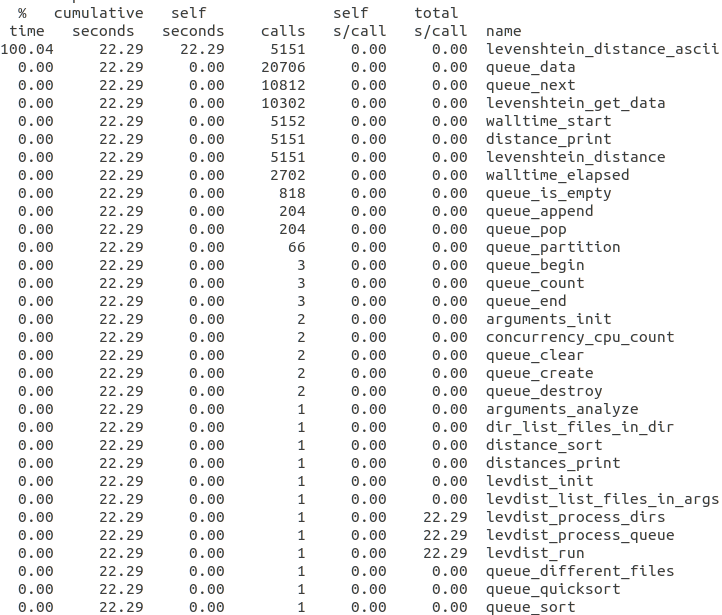 %   cumulative   self              self     total
time   seconds   seconds    calls   s/call   s/call  name
100.04     22.29    22.29     5151     0.00     0.00  levenshtein_distance_ascii
0.00     22.29     0.00    20706     0.00     0.00  queue_data
0.00     22.29     0.00    10812     0.00     0.00  queue_next
0.00     22.29     0.00    10302     0.00     0.00  levenshtein_get_data
0.00     22.29     0.00     5152     0.00     0.00  walltime_start
0.00     22.29     0.00     5151     0.00     0.00  distance_print
0.00     22.29     0.00     5151     0.00     0.00  levenshtein_distance
0.00     22.29     0.00     2702     0.00     0.00  walltime_elapsed
0.00     22.29     0.00      818     0.00     0.00  queue_is_empty
0.00     22.29     0.00      204     0.00     0.00  queue_append
0.00     22.29     0.00      204     0.00     0.00  queue_pop
0.00     22.29     0.00       66     0.00     0.00  queue_partition
0.00     22.29     0.00        3     0.00     0.00  queue_begin
0.00     22.29     0.00        3     0.00     0.00  queue_count
0.00     22.29     0.00        3     0.00     0.00  queue_end
0.00     22.29     0.00        2     0.00     0.00  arguments_init
0.00     22.29     0.00        2     0.00     0.00  concurrency_cpu_count
0.00     22.29     0.00        2     0.00     0.00  queue_clear
0.00     22.29     0.00        2     0.00     0.00  queue_create
0.00     22.29     0.00        2     0.00     0.00  queue_destroy
0.00     22.29     0.00        1     0.00     0.00  arguments_analyze
0.00     22.29     0.00        1     0.00     0.00  dir_list_files_in_dir
0.00     22.29     0.00        1     0.00     0.00  distance_sort
0.00     22.29     0.00        1     0.00     0.00  distances_print
0.00     22.29     0.00        1     0.00     0.00  levdist_init
0.00     22.29     0.00        1     0.00     0.00  levdist_list_files_in_args
0.00     22.29     0.00        1     0.00    22.29  levdist_process_dirs
0.00     22.29     0.00        1     0.00    22.29  levdist_process_queue
0.00     22.29     0.00        1     0.00    22.29  levdist_run
0.00     22.29     0.00        1     0.00     0.00  queue_different_files
0.00     22.29     0.00        1     0.00     0.00  queue_quicksort
0.00     22.29     0.00        1     0.00     0.00  queue_sort